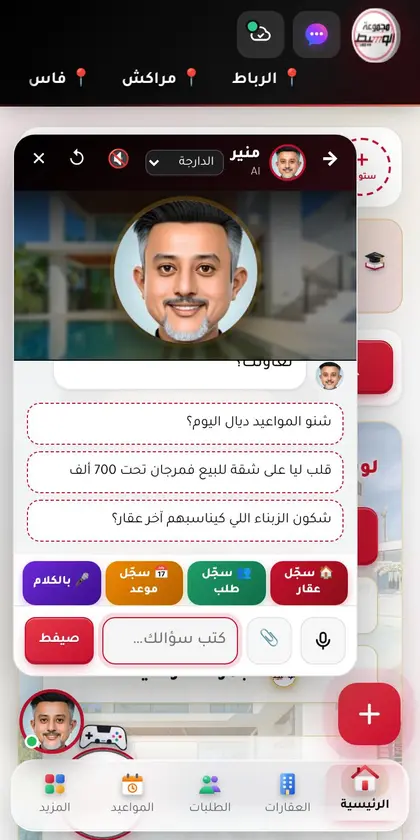 مجموعة
الوسيط
📍 الرباط 📍 مراكش 📍 فاس
منير
AI
الدارجة
شنو المواعيد ديال اليوم؟
قلب ليا على شقة للبيع فمرجان تحت 700 ألف
شكون الزبناء اللي كيناسبهم آخر عقار؟
🏠 سجّل عقار
👥 سجّل طلب
📅 سجّل موعد
🎤 بالكلام
كتب سؤالك...
صيفط
الرئيسية
العقارات
الطلبات
المواعيد
المزيد